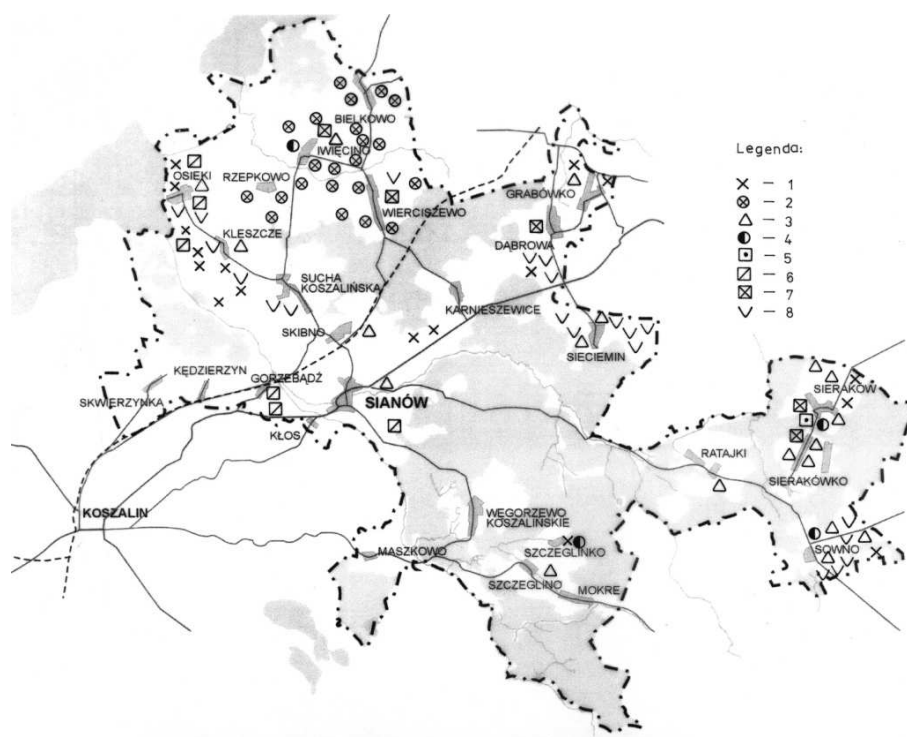 BIELKOWO
IWIĘCINO
Legenda:
OSIEKI
RZEPKOWO
GRABÓWKO
WIERCISZEWO
KLESZCZE
DĄBROWA
SUCHA
KOSZALIŃSKA
KARNIESZEWICE
SKIBNO
SIECIEMIN
KĘDZIERZYN
GORZEBĄDŹ
SKWIERZYNKA
SIANÓW
SIERAKÓW
KŁOS
RATAJKI
SIERAKÓWKO
KOSZALIN
WĘGORZEWO
KOSZALIŃSKIE
MASZKOWO
SZCZEGLINKO
SOWNO
SZCZEGLINO
MOKRE
— 1
— 2
— 3
— 4
— 5
— 6
— 7
— 8